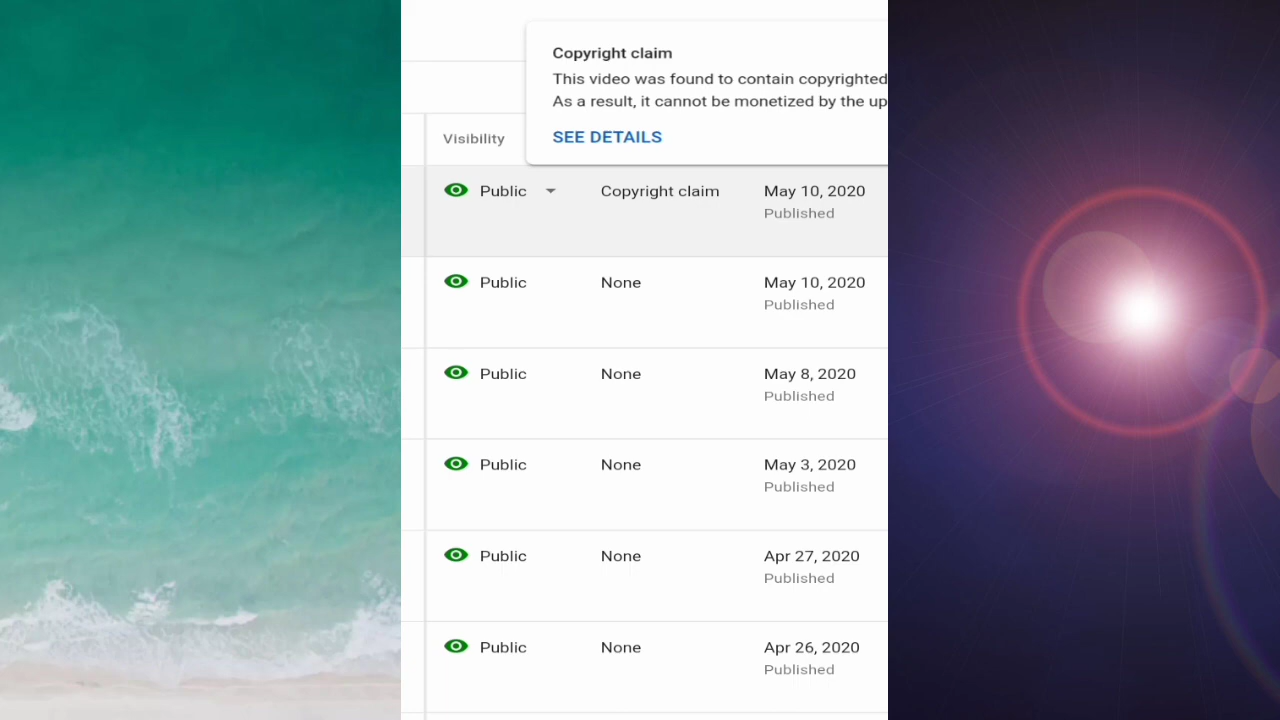 Copyright claim
This video was found to contain copyrighted
As a result, it cannot be monetized by the up
SEE DETAILS
Visibility
Public Copyright claim May 10, 2020
Published
Public None May 10, 2020
Published
Public None May 8, 2020
Published
Public None May 3, 2020
Published
Public None Apr 27, 2020
Published
Public None Apr 26, 2020
Published